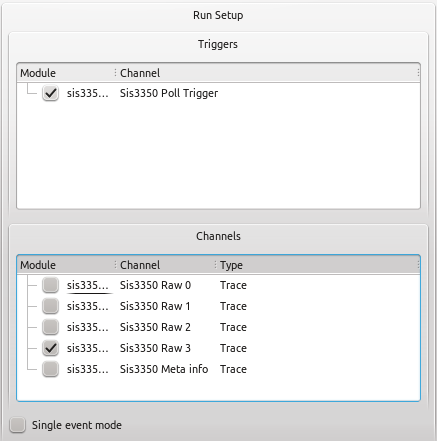 Run Setup
Triggers
Module Channel
sis335... Sis3350 Poll Trigger
Channels
Module Channel Type
sis335... Sis3350 Raw 0 Trace
sis335... Sis3350 Raw 1 Trace
sis335... Sis3350 Raw 2 Trace
sis335... Sis3350 Raw 3 Trace
sis335... Sis3350 Meta info Trace
Single event mode